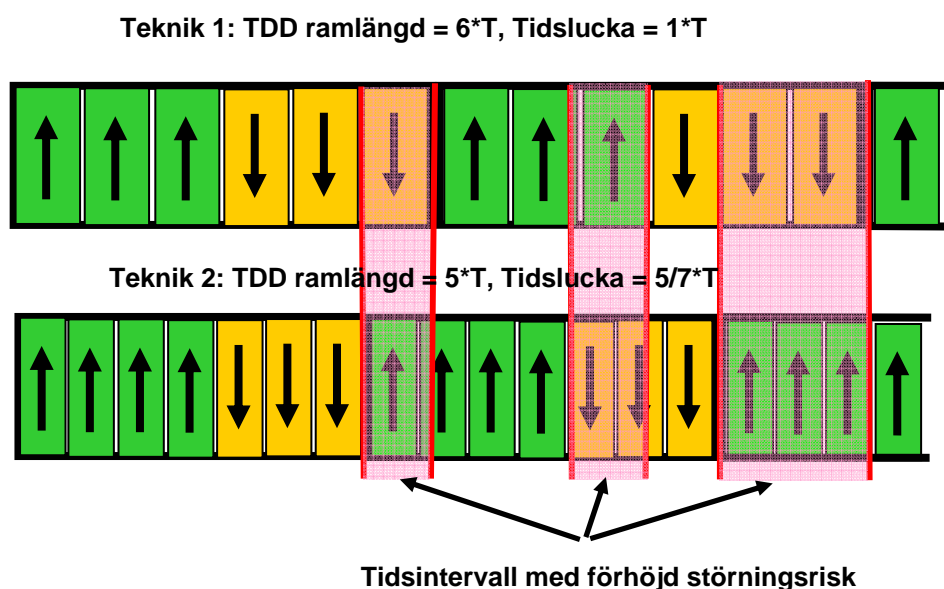 Teknik 1: TDD ramlängd = 6*T, Tidslucka = 1*T
Teknik 2: TDD ramlängd = 5*T, Tidslucka = 5/7*T
Tidsintervall med förhöjd störningsrisk